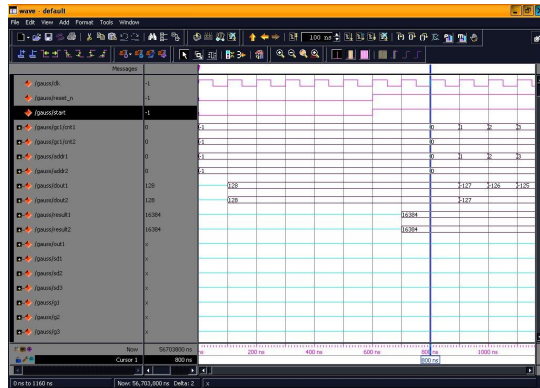 wave - default
File Edit View Add Format Tools Window
100 ns
Messages
/gauss/clk -1
/gauss/reset_n -1
/gauss/start -1
/gauss/gc1/cnt1 0 -1 0 1 2 3
/gauss/gc1/cnt2 0 -1 0
/gauss/addr1 0 -1 0 1 2 3
/gauss/addr2 0 -1 0
/gauss/dout1 128 128 -127 -126 -125
/gauss/dout2 128 128 -127
/gauss/result1 16384 16384
/gauss/result2 16384 16384
/gauss/out1 x
/gauss/sd1 x
/gauss/sd2 x
/gauss/sd3 x
/gauss/g1 x
/gauss/g2 x
/gauss/g3 x
Now 56703800 ns ns 200 ns 400 ns 600 ns 800 ns 1000 ns
Cursor 1 800 ns 800 ns
0 ns to 1160 ns Now: 56,703,800 ns Delta: 2 x